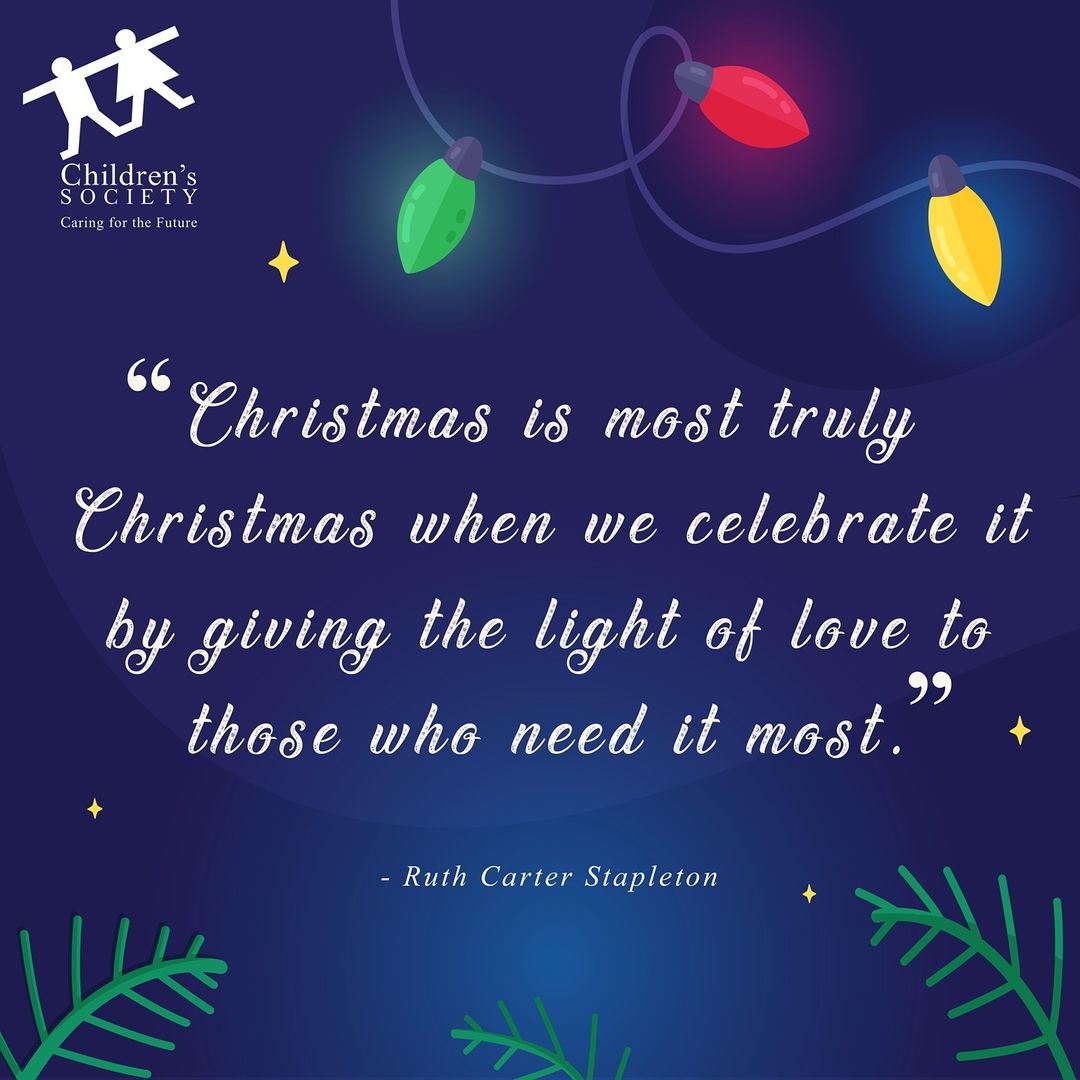 Children's
SOCIETY
Caring for the Future
“Christmas is most truly
Christmas when we celebrate it
by giving the light of love to
those who need it most.”
- Ruth Carter Stapleton